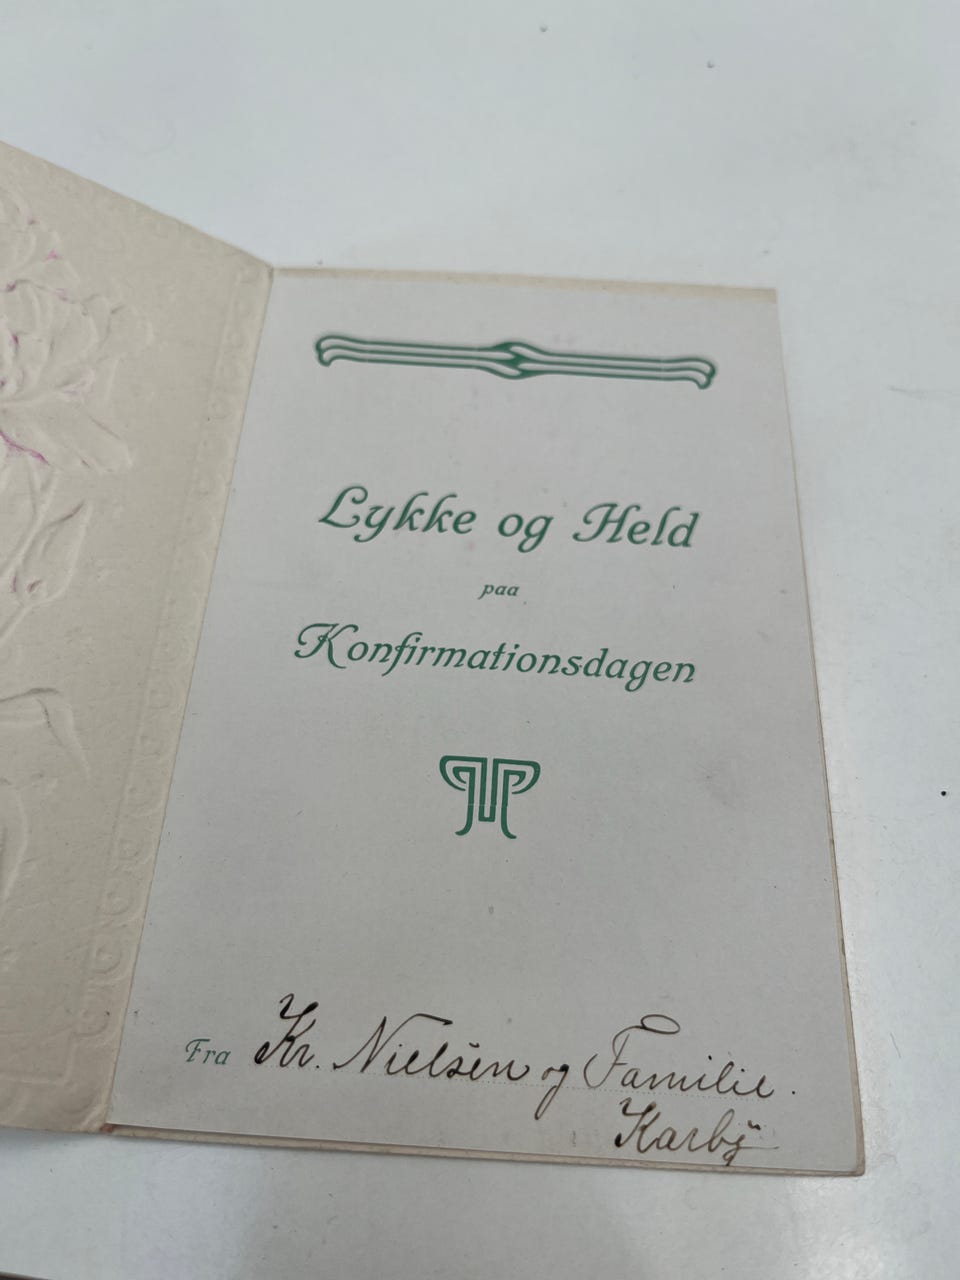 Lykke og Held
paa
Konfirmationsdagen
Fra Kr. Nielsen og Familie.
Karby